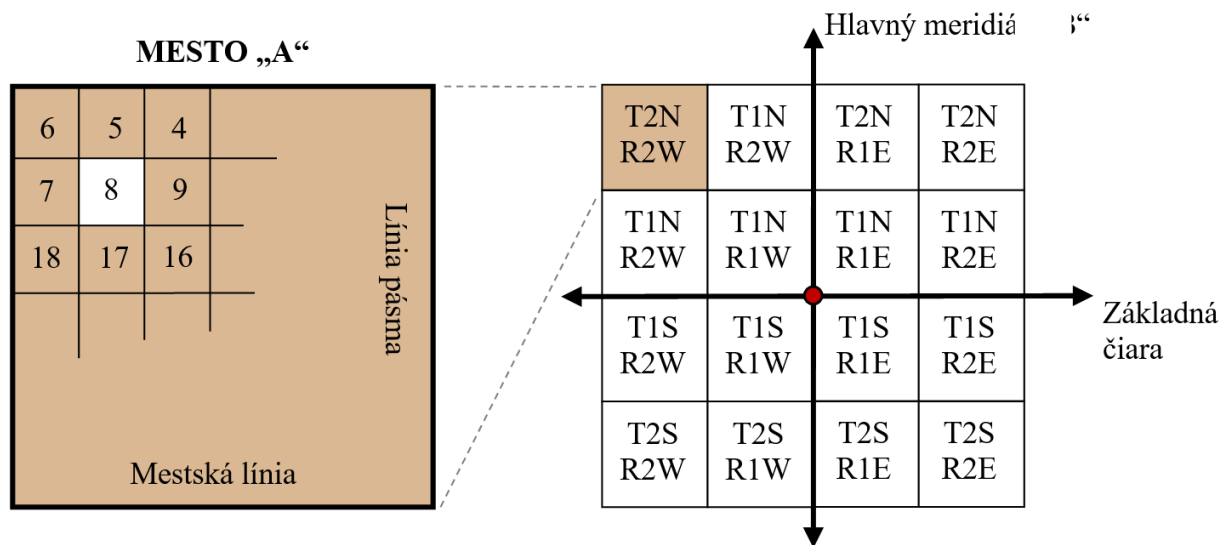 MESTO „A“
6 5 4
7 8 9
18 17 16
Línia pásma
Mestská línia
Hlavný
T2N T1N T2N T2N
R2W R2W R1E R2E
T1N T1N T1N T1N
R2W R1W R1E R2E
T1S T1S T1S T1S
R2W R1W R1E R2E
T2S T2S T2S T2S
R2W R1W R1E R2E
Základná
čiara